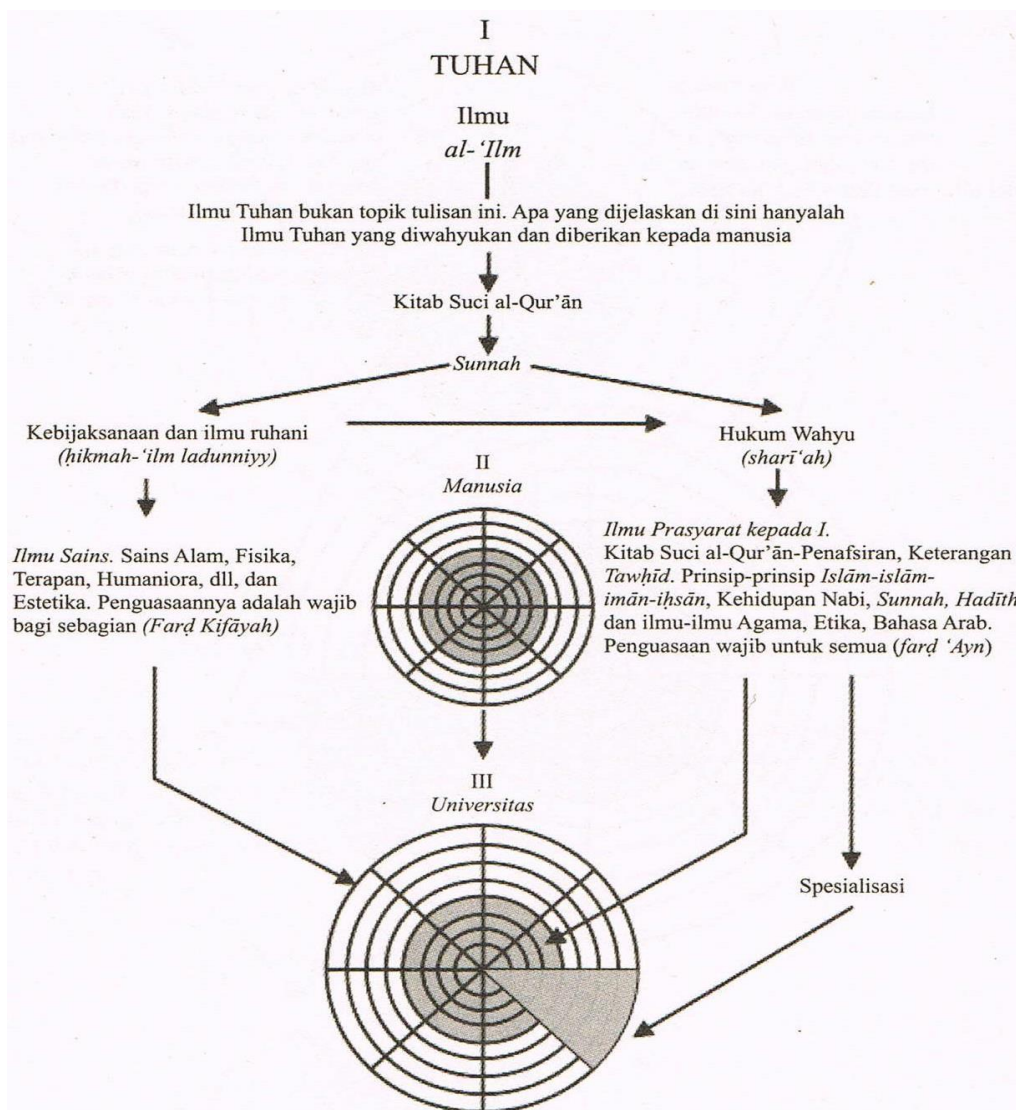 I
TUHAN
Ilmu
al-‘Ilm
Ilmu Tuhan bukan topik tulisan ini. Apa yang dijelaskan di sini hanyalah
Ilmu Tuhan yang diwahyukan dan diberikan kepada manusia
Kitab Suci al-Qur’ān
Sunnah
Kebijaksanaan dan ilmu ruhani
(ḥikmah-‘ilm ladunniyy)
Hukum Wahyu
(sharī‘ah)
II
Manusia
Ilmu Sains. Sains Alam, Fisika,
Terapan, Humaniora, dll, dan
Estetika. Penguasaannya adalah wajib
bagi sebagian (Farḍ Kifāyah)
Ilmu Prasyarat kepada I.
Kitab Suci al-Qur’ān-Penafsiran, Keterangan
Tawḥīd. Prinsip-prinsip Islām-islām-
imān-iḥsān, Kehidupan Nabi, Sunnah, Hadīth
dan ilmu-ilmu Agama, Etika, Bahasa Arab.
Penguasaan wajib untuk semua (farḍ ‘Ayn)
III
Universitas
Spesialisasi